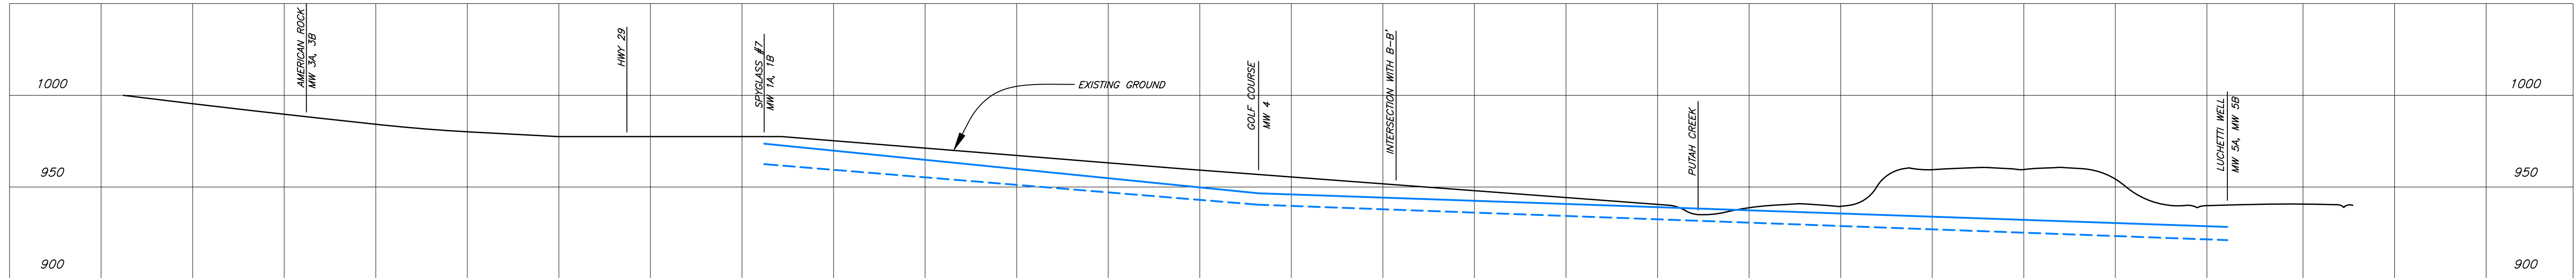 AMERICAN ROCK
MW 3A, 3B
HWY 29
SPYGLASS #7
MW 1A, 1B
EXISTING GROUND
GOLF COURSE
MW 4
INTERSECTION WITH B-B'
PUTAH CREEK
LUCHETTI WELL
MW 5A, MW 5B
1000
1000
950
950
900
900